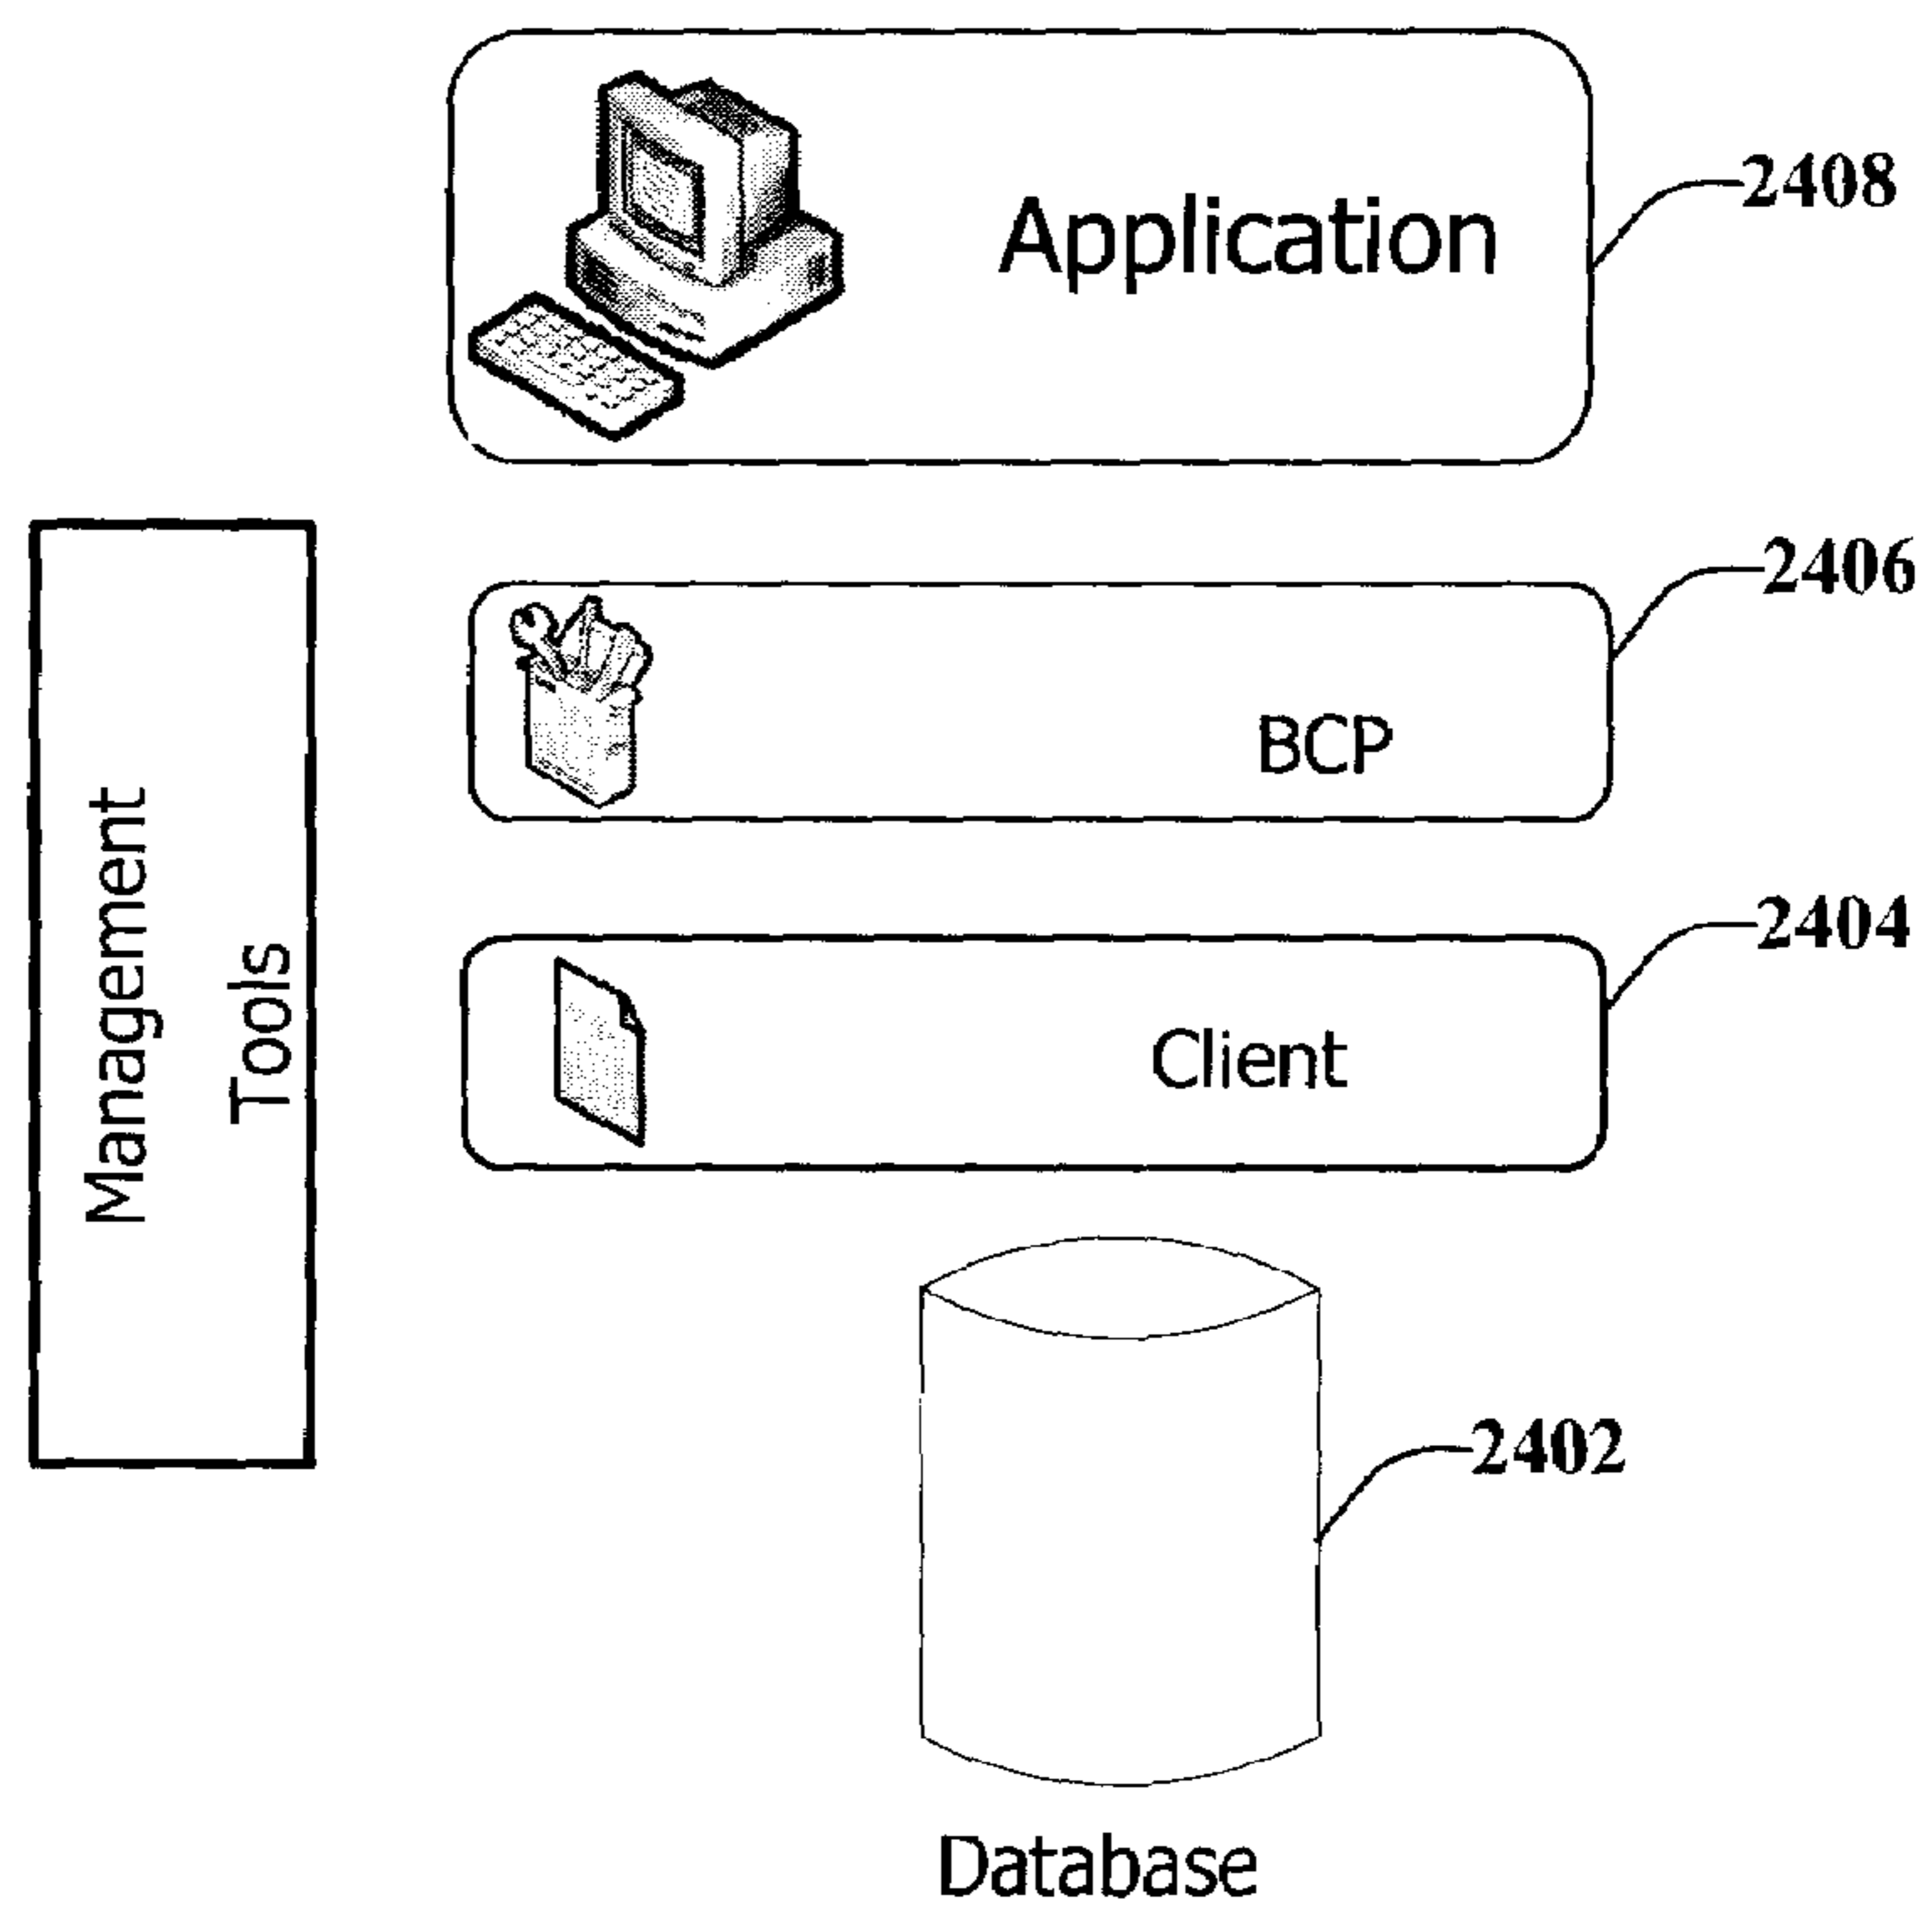 Application
2408
2406
BCP
Management
Tools
2404
Client
2402
Database